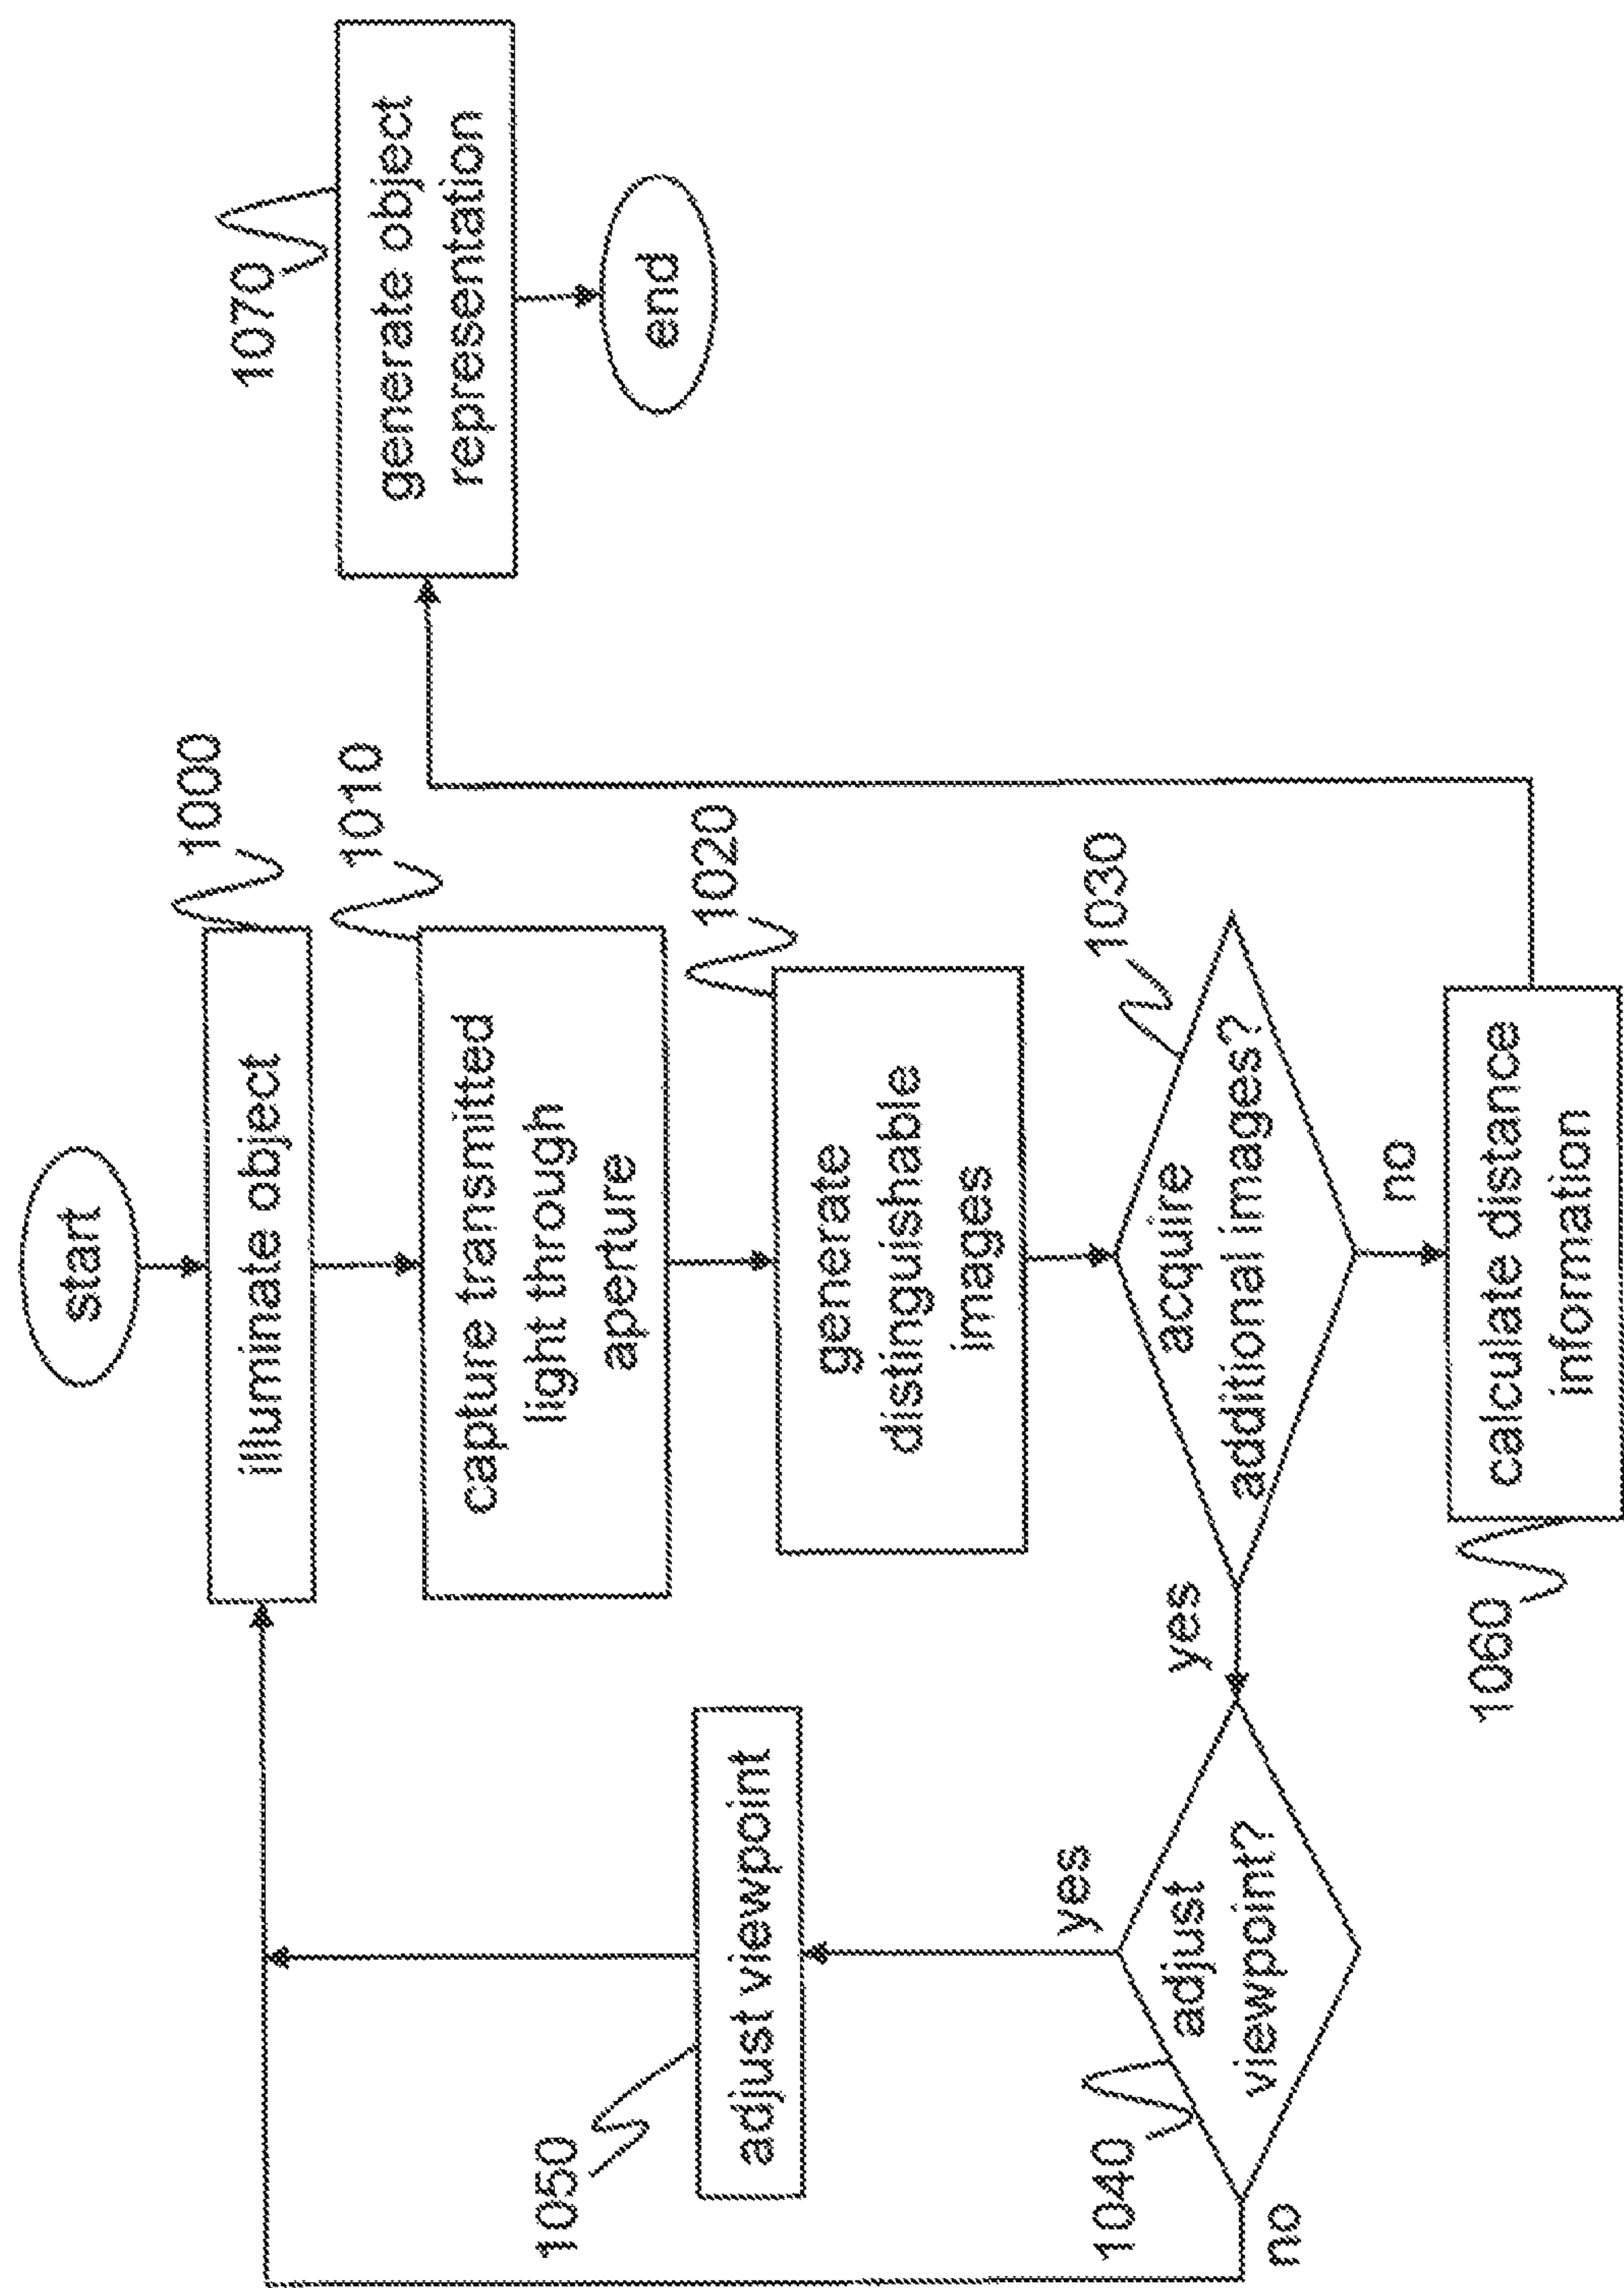 start
illuminate object
1000
capture transmitted
light through
aperture
1010
generate
distinguishable
images
1020
acquire
additional images?
1030
yes
no
adjust
viewpoint?
1040
yes
no
adjust viewpoint
1050
calculate distance
information
1060
generate object
representation
1070
end